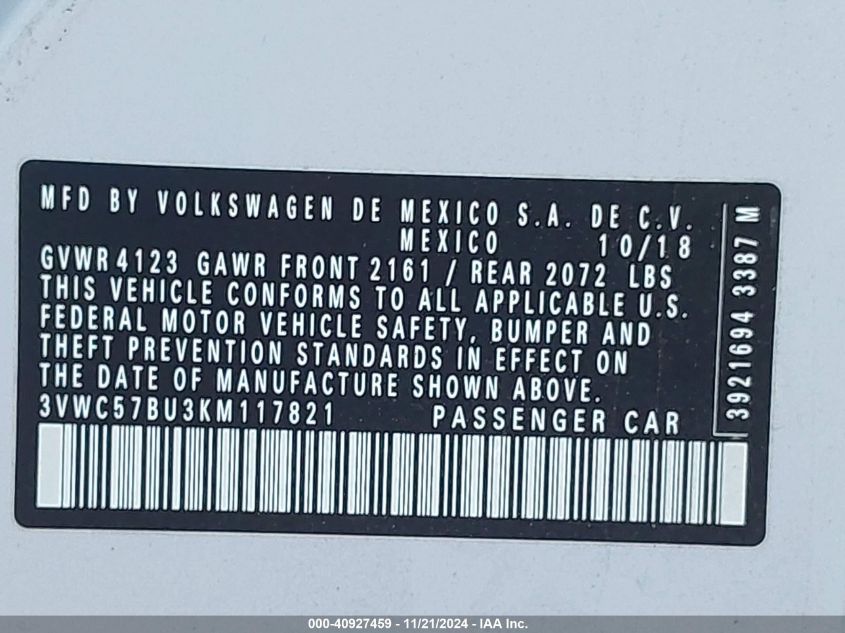 MFD BY VOLKSWAGEN DE MEXICO S.A. DE C.V.
MEXICO 10/18
GVWR 4123 GAWR FRONT 2161 / REAR 2072 LBS
THIS VEHICLE CONFORMS TO ALL APPLICABLE U.S.
FEDERAL MOTOR VEHICLE SAFETY, BUMPER AND
THEFT PREVENTION STANDARDS IN EFFECT ON
THE DATE OF MANUFACTURE SHOWN ABOVE.
3VWC57BU3KM117821 PASSENGER CAR
3921694 3387 M
000-40927459 - 11/21/2024 - IAA Inc.